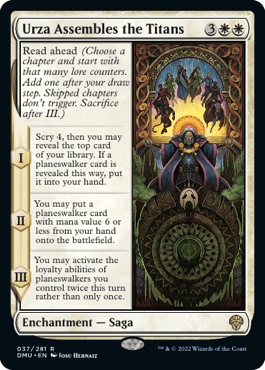 Urza Assembles the Titans 3
Read ahead (Choose a
chapter and start with
that many lore counters.
Add one after your draw
step. Skipped chapters
don't trigger. Sacrifice
after III.)
I
Scry 4, then you may
reveal the top card
of your library. If a
planeswalker card is
revealed this way, put
it into your hand.
II
You may put a
planeswalker card
with mana value 6 or
less from your hand
onto the battlefield.
III
You may activate the
loyalty abilities of
planeswalkers you
control twice this turn
rather than only once.
Enchantment — Saga
037/281 R
DMU • EN Josu Hernaiz
™ & © 2022 Wizards of the Coast